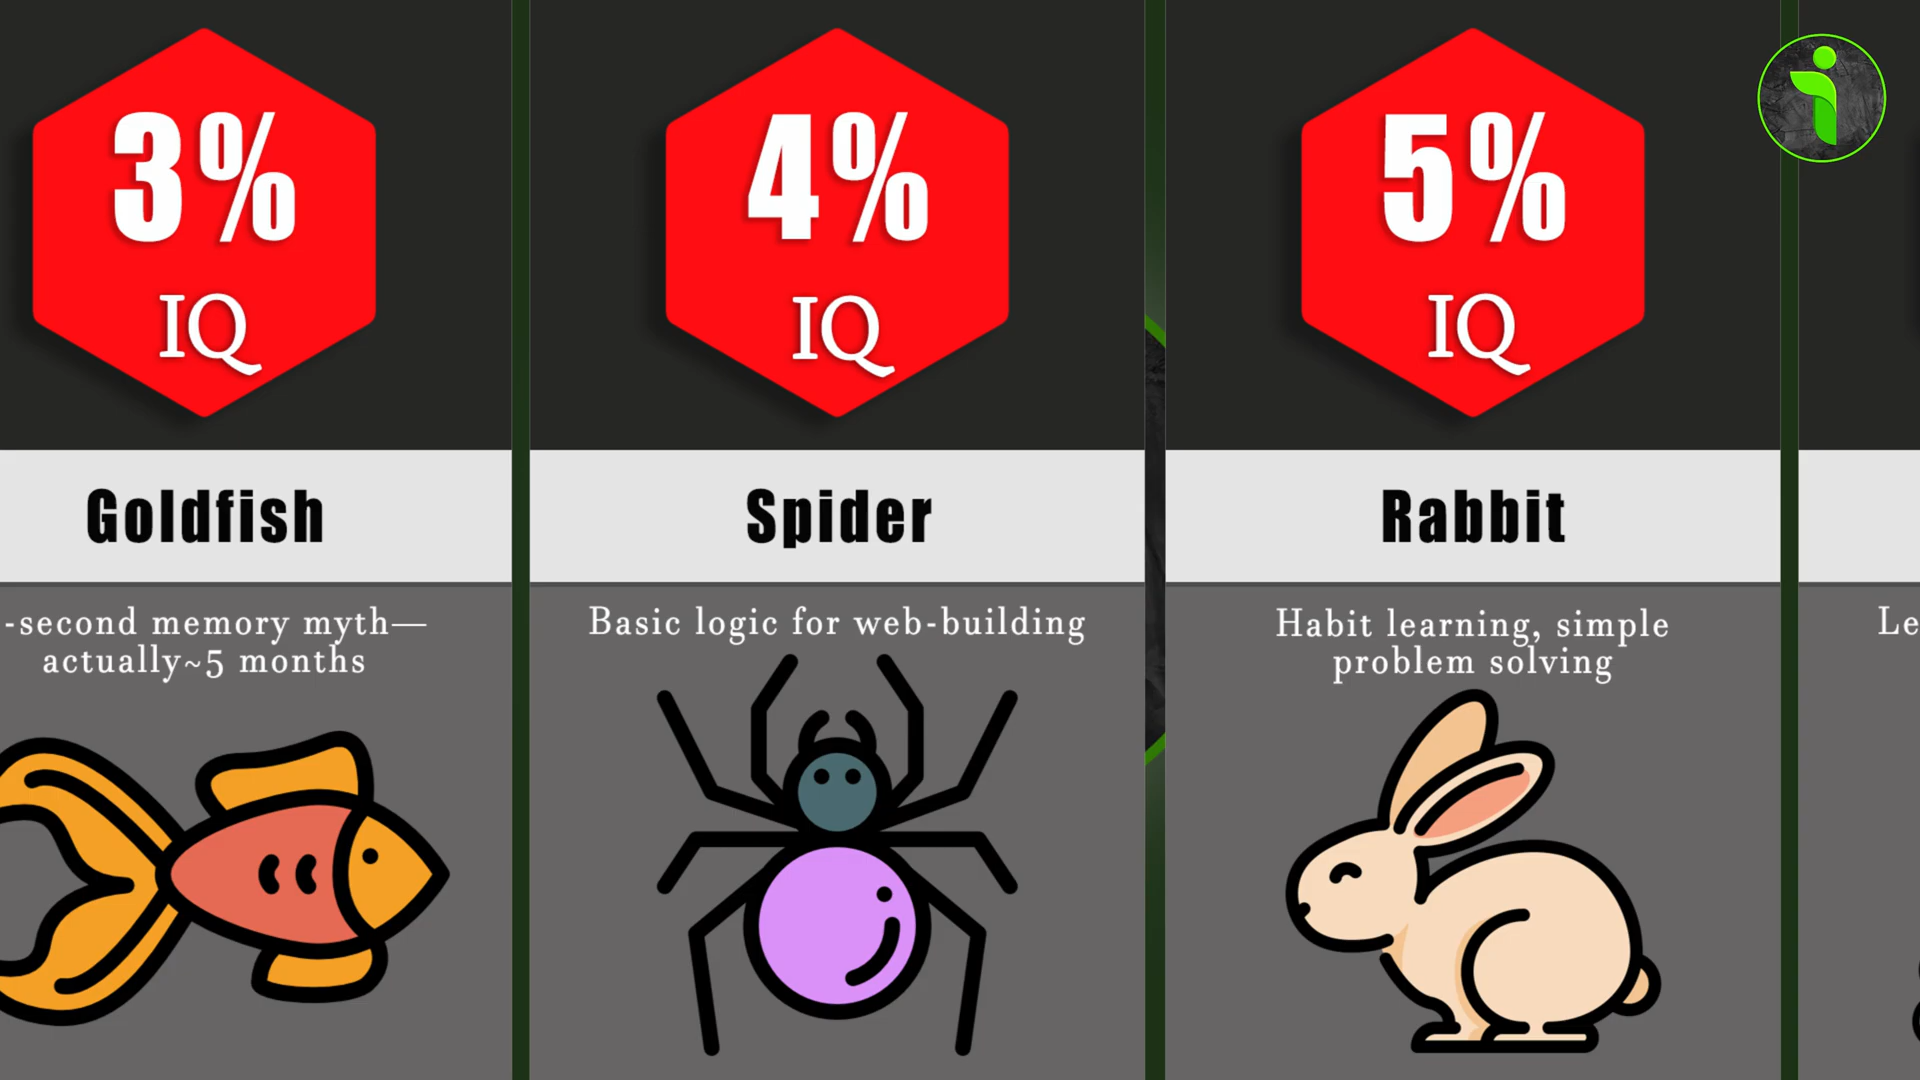 3%
IQ
Goldfish
-second memory myth—
actually~5 months
4%
IQ
Spider
Basic logic for web-building
5%
IQ
Rabbit
Habit learning, simple
problem solving
Le